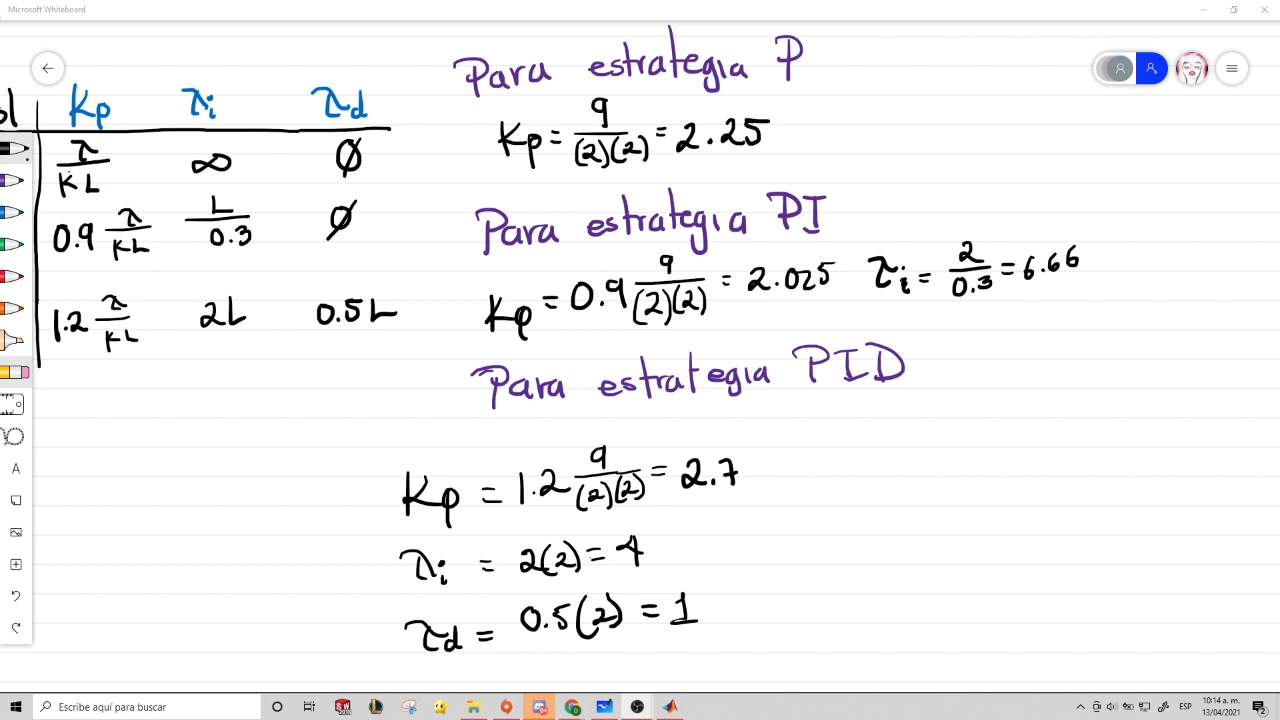 Microsoft Whiteboard
Para estrategia P
Kp = 9/(2)(2) = 2.25
ol | Kp τi τd
τ/KL ∞ ∅
0.9 τ/KL L/0.3 ∅
1.2 τ/KL 2L 0.5L
Para estrategia PI
Kp = 0.9 9/(2)(2) = 2.025 τi = 2/0.3 = 6.66
Para estrategia PID
Kp = 1.2 9/(2)(2) = 2.7
τi = 2(2) = 4
τd = 0.5(2) = 1
Escribe aquí para buscar
ESP
10:14 a. m.
13/04/2021